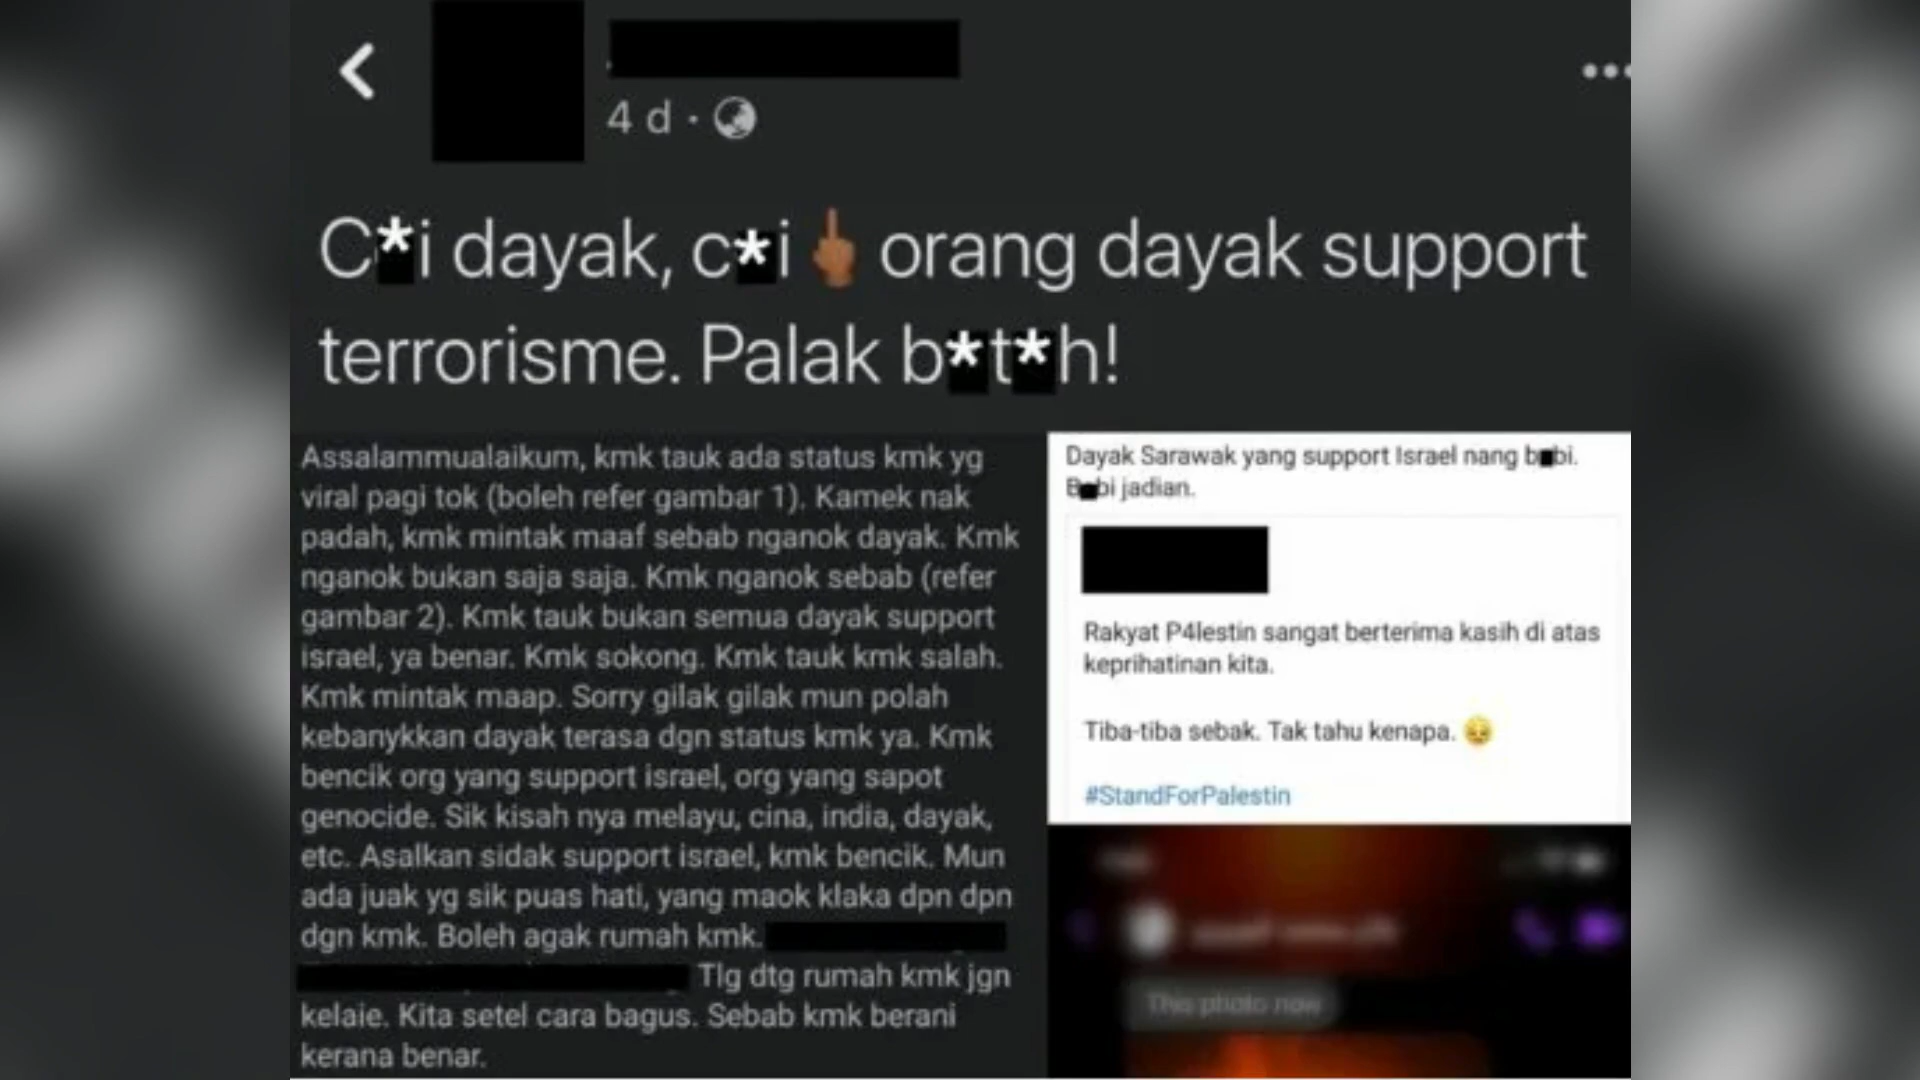 4 d ·
C*i dayak, c*i🖕🏾orang dayak support
terrorisme. Palak b*t*h!
Assalammualaikum, kmk tauk ada status kmk yg
viral pagi tok (boleh refer gambar 1). Kamek nak
padah, kmk mintak maaf sebab nganok dayak. Kmk
nganok bukan saja saja. Kmk nganok sebab (refer
gambar 2). Kmk tauk bukan semua dayak support
israel, ya benar. Kmk sokong. Kmk tauk kmk salah.
Kmk mintak maap. Sorry gilak gilak mun polah
kebanykkan dayak terasa dgn status kmk ya. Kmk
bencik org yang support israel, org yang sapot
genocide. Sik kisah nya melayu, cina, india, dayak,
etc. Asalkan sidak support israel, kmk bencik. Mun
ada juak yg sik puas hati, yang maok klaka dpn dpn
dgn kmk. Boleh agak rumah kmk.
Tlg dtg rumah kmk jgn
kelaie. Kita setel cara bagus. Sebab kmk berani
kerana benar.
Dayak Sarawak yang support Israel nang b■bi.
B■bi jadian.
Rakyat P4lestin sangat berterima kasih di atas
keprihatinan kita.
Tiba-tiba sebak. Tak tahu kenapa. 🥺
#StandForPalestin
This photo now